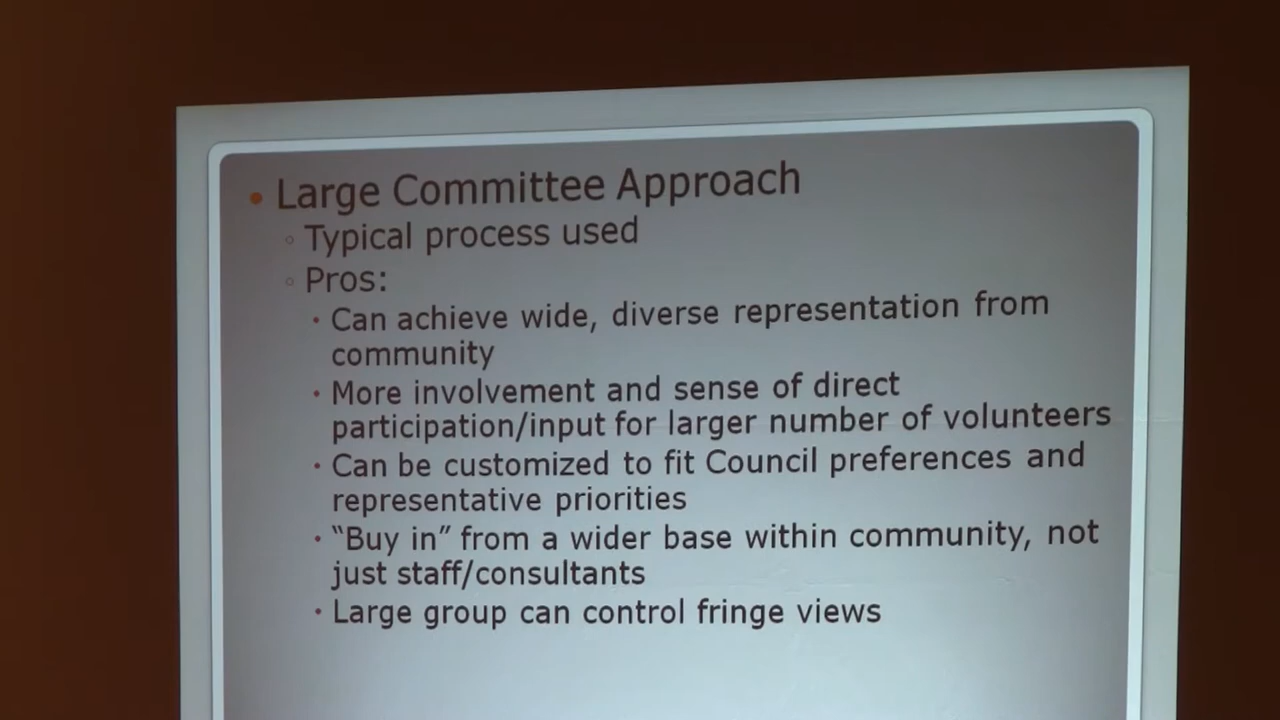 • Large Committee Approach
◦ Typical process used
◦ Pros:
• Can achieve wide, diverse representation from
community
• More involvement and sense of direct
participation/input for larger number of volunteers
• Can be customized to fit Council preferences and
representative priorities
• “Buy in” from a wider base within community, not
just staff/consultants
• Large group can control fringe views